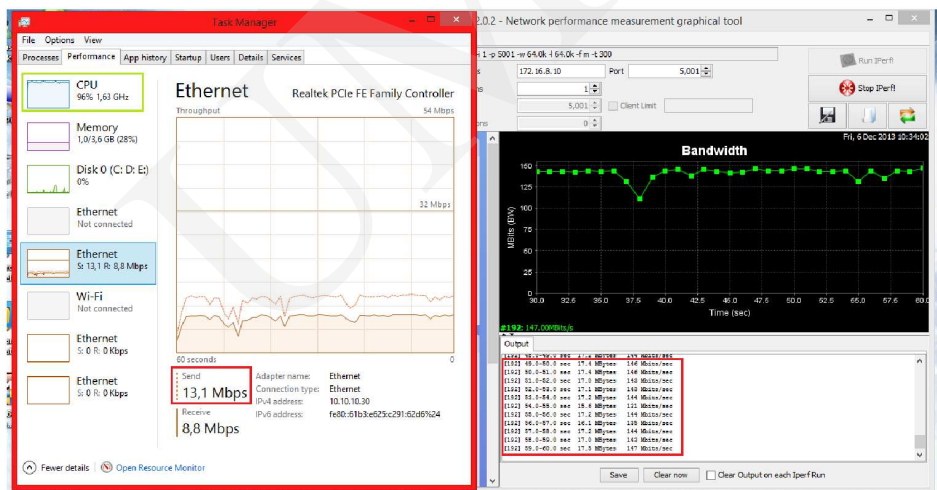 Task Manager
File Options View
Processes Performance App history Startup Users Details Services
CPU
96% 1,63 GHz
Memory
1,0/3,6 GB (28%)
Disk 0 (C: D: E:)
0%
Ethernet
Not connected
Ethernet
S: 13,1 R: 8,8 Mbps
Wi-Fi
Not connected
Ethernet
S: 0 R: 0 Kbps
Ethernet
S: 0 R: 0 Kbps
Ethernet Realtek PCIe FE Family Controller
Throughput 54 Mbps
32 Mbps
60 seconds 0
Send
13,1 Mbps
Receive
8,8 Mbps
Adapter name: Ethernet
Connection type: Ethernet
IPv4 address: 10.10.10.30
IPv6 address: fe80::61b3:e625:c291:62d6%24
Fewer details Open Resource Monitor
2.0.2 - Network performance measurement graphical tool
1 -p 5001 -w 64.0k -l 64.0k -f m -t 300
172.16.8.10 Port 5,001
1
5,001 Client Limit
0
Run IPerf!
Stop IPerf!
Fri, 6 Dec 2013 10:34:02
Bandwidth
MBits (BW)
150
125
100
75
50
25
0
30.0 32.5 35.0 37.5 40.0 42.5 45.0 47.5 50.0 52.5 55.0 57.5 60.0
Time (sec)
#192: 147.00MBits/s
Output
[192] 49.0-50.0 sec 17.4 MBytes 146 Mbits/sec
[192] 50.0-51.0 sec 17.4 MBytes 146 Mbits/sec
[192] 51.0-52.0 sec 17.0 MBytes 143 Mbits/sec
[192] 52.0-53.0 sec 17.1 MBytes 143 Mbits/sec
[192] 53.0-54.0 sec 17.2 MBytes 144 Mbits/sec
[192] 54.0-55.0 sec 15.6 MBytes 131 Mbits/sec
[192] 55.0-56.0 sec 17.2 MBytes 144 Mbits/sec
[192] 56.0-57.0 sec 16.1 MBytes 135 Mbits/sec
[192] 57.0-58.0 sec 17.2 MBytes 144 Mbits/sec
[192] 58.0-59.0 sec 17.0 MBytes 143 Mbits/sec
[192] 59.0-60.0 sec 17.5 MBytes 147 Mbits/sec
Save Clear now Clear Output on each Iperf Run